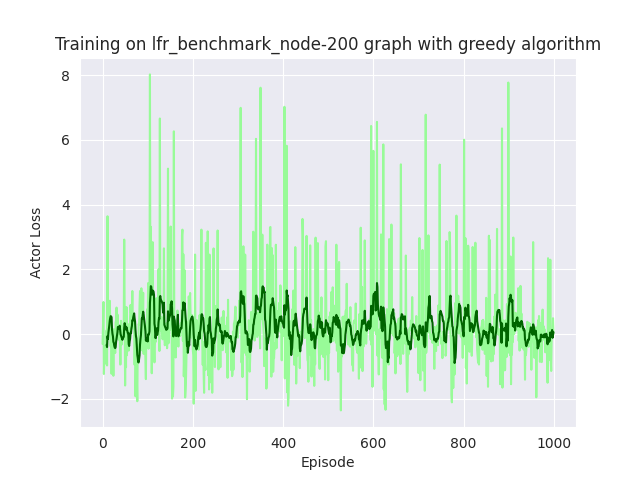 Training on lfr_benchmark_node-200 graph with greedy algorithm
8
6
4
2
0
−2
Actor Loss
0 200 400 600 800 1000
Episode